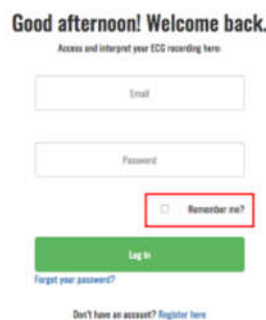 Good afternoon! Welcome back.
Access and interpret your ECG recording here.
Email
Password
Remember me?
Log in
Forgot your password?
Don't have an account? Register here